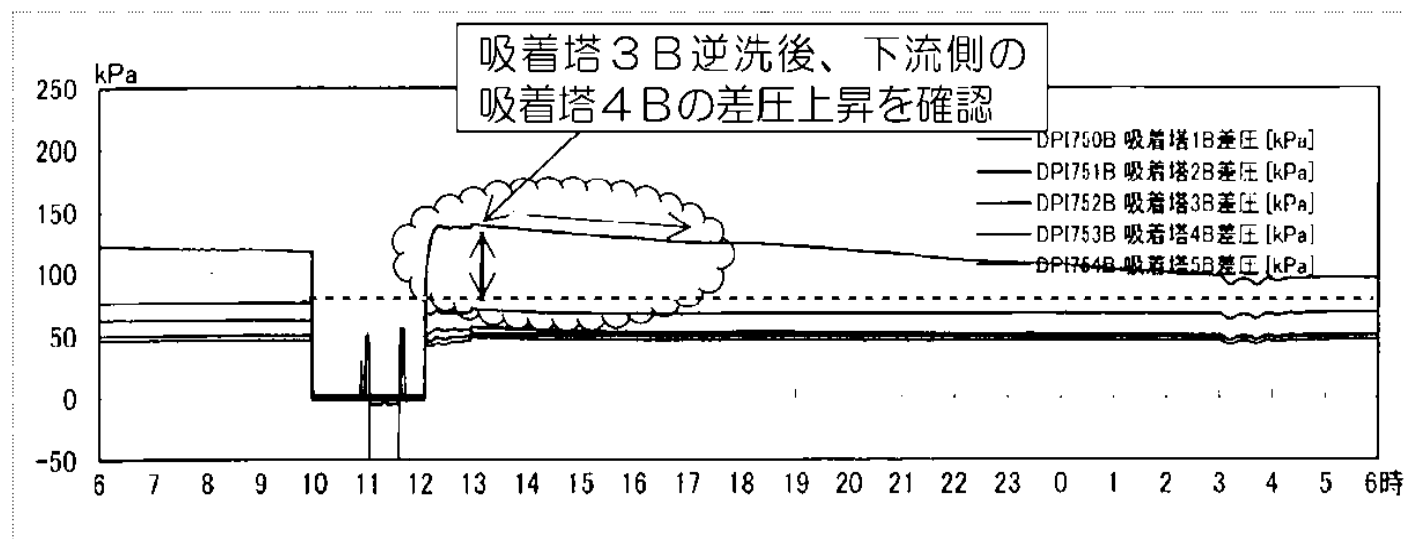 吸着塔3B逆洗後、下流側の
吸着塔4Bの差圧上昇を確認
kPa
250
200
150
100
50
0
-50
DPI750B 吸着塔1B差圧 [kPa]
DPI751B 吸着塔2B差圧 [kPa]
DPI752B 吸着塔3B差圧 [kPa]
DPI753B 吸着塔4B差圧 [kPa]
DPI754B 吸着塔5B差圧 [kPa]
6 7 8 9 10 11 12 13 14 15 16 17 18 19 20 21 22 23 0 1 2 3 4 5 6時